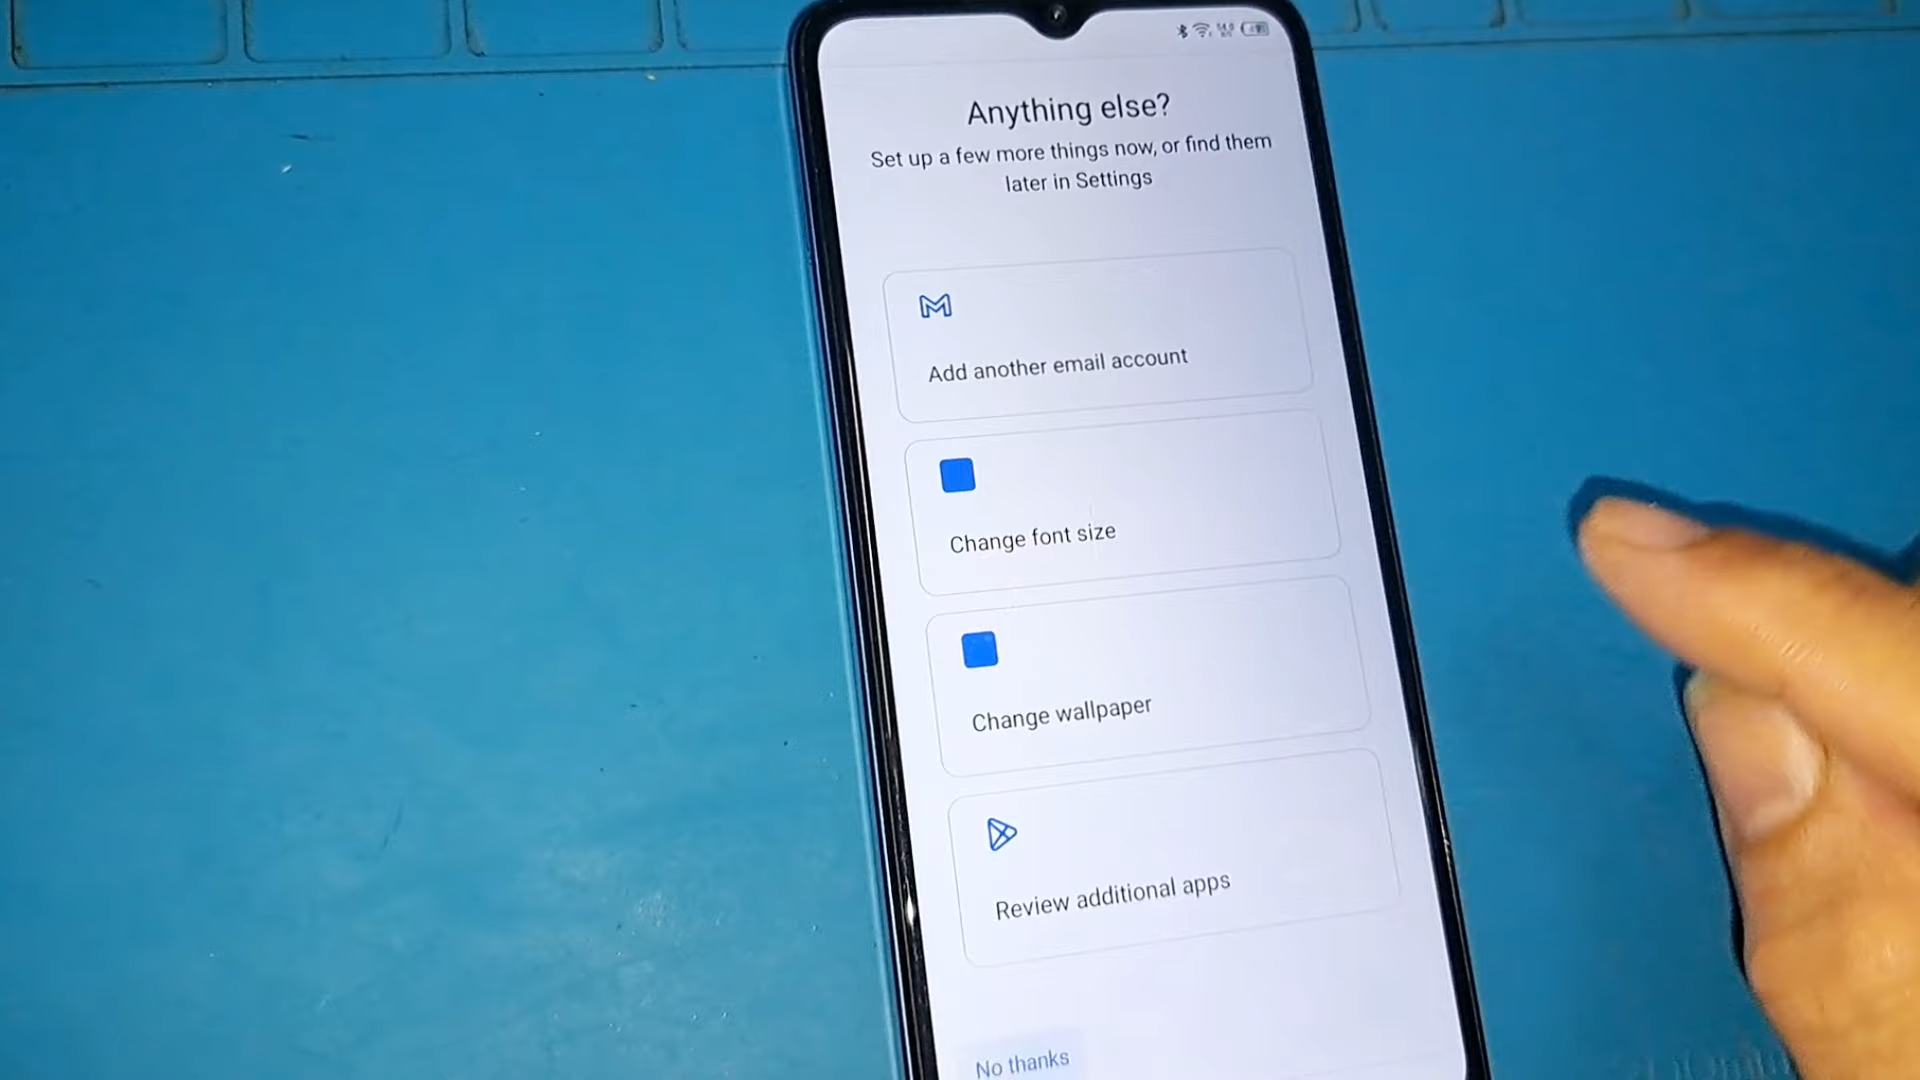 Anything else?
Set up a few more things now, or find them
later in Settings
Add another email account
Change font size
Change wallpaper
Review additional apps
No thanks